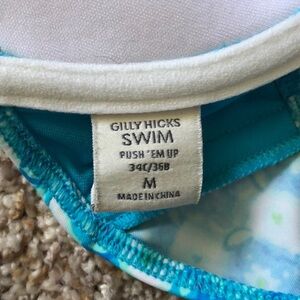 GILLY HICKS
SWIM
PUSH 'EM UP
34C/36B
M
MADE IN CHINA